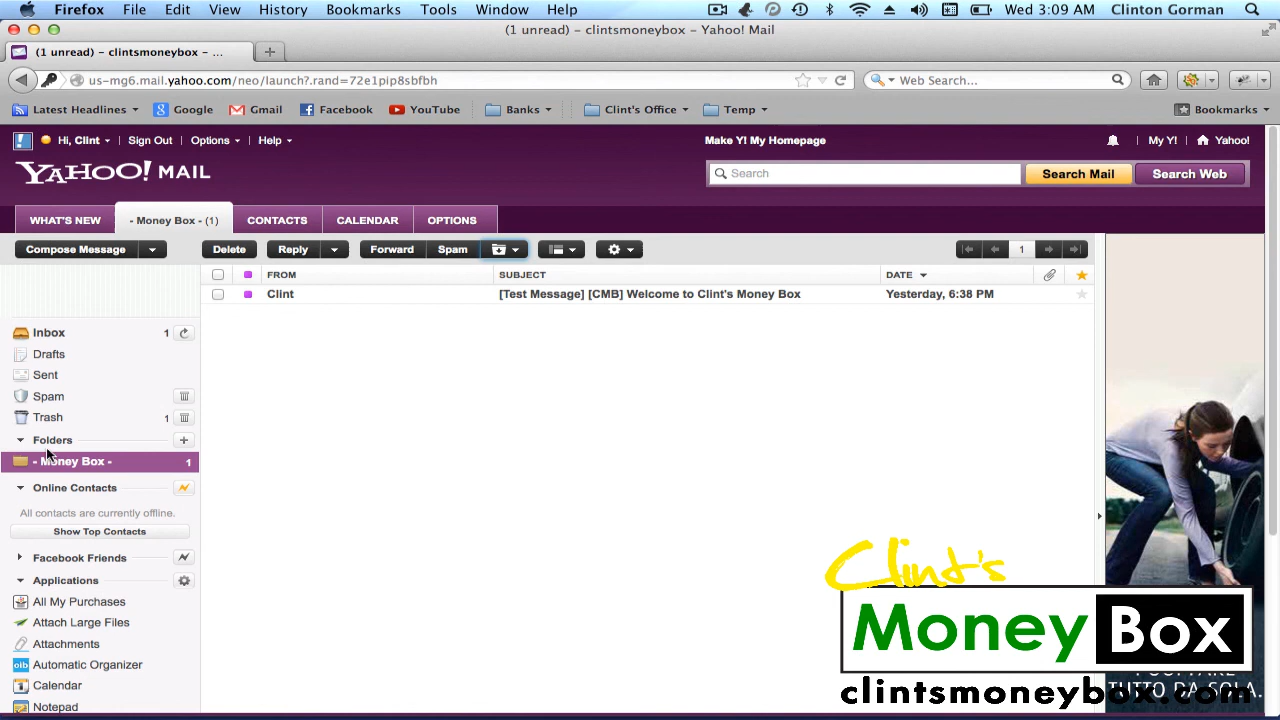 Firefox File Edit View History Bookmarks Tools Window Help Wed 3:09 AM Clinton Gorman
(1 unread) - clintsmoneybox - Yahoo! Mail
(1 unread) - clintsmoneybox - ...
us-mg6.mail.yahoo.com/neo/launch?.rand=72e1pip8sbfbh Web Search...
Latest Headlines Google Gmail Facebook YouTube Banks Clint's Office Temp Bookmarks
Hi, Clint Sign Out Options Help Make Y! My Homepage My Y! Yahoo!
YAHOO! MAIL Search Search Mail Search Web
WHAT'S NEW - Money Box - (1) CONTACTS CALENDAR OPTIONS
Compose Message Delete Reply Forward Spam 1
FROM SUBJECT DATE
Clint [Test Message] [CMB] Welcome to Clint's Money Box Yesterday, 6:38 PM
Inbox 1
Drafts
Sent
Spam
Trash 1
Folders
- Money Box - 1
Online Contacts
All contacts are currently offline.
Show Top Contacts
Facebook Friends
Applications
All My Purchases
Attach Large Files
Attachments
oib Automatic Organizer
Calendar
Notepad
Clint's
Money Box
clintsmoneybox.com
TUTTO DA SOLA.